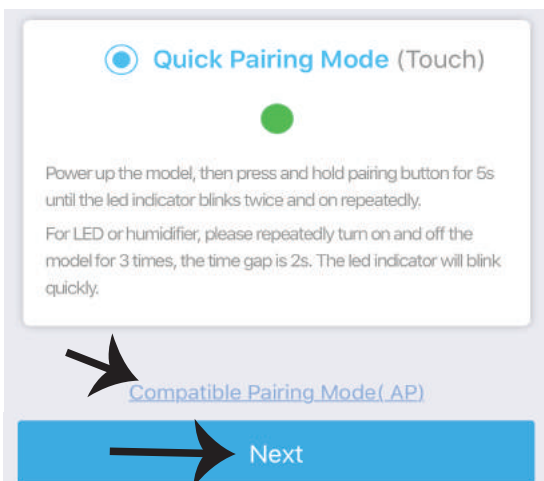 Quick Pairing Mode (Touch)
Power up the model, then press and hold pairing button for 5s
until the led indicator blinks twice and on repeatedly.
For LED or humidifier, please repeatedly turn on and off the
model for 3 times, the time gap is 2s. The led indicator will blink
quickly.
Compatible Pairing Mode( AP)
Next